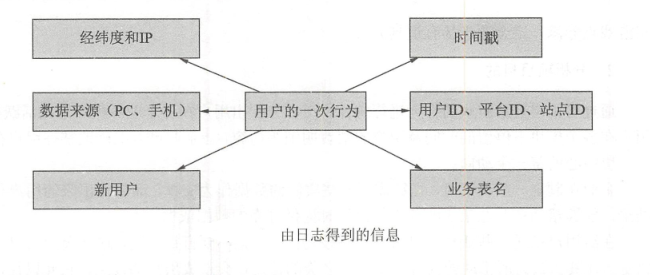 经纬度和IP
时间戳
数据来源（PC、手机）
用户的一次行为
用户ID、平台ID、站点ID
新用户
业务表名
由日志得到的信息